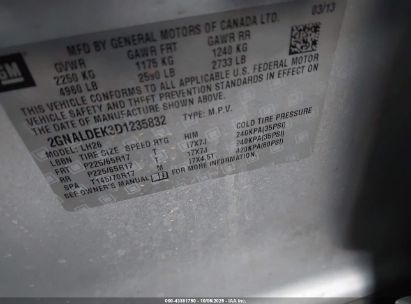 MFD BY GENERAL MOTORS OF CANADA LTD. 03/13
GM
GVWR GAWR FRT GAWR RR
2250 KG 1175 KG 1240 KG
4960 LB 2590 LB 2733 LB
THIS VEHICLE CONFORMS TO ALL APPLICABLE U.S. FEDERAL MOTOR
VEHICLE SAFETY STANDARDS IN EFFECT ON
THE DATE OF MANUFACTURE SHOWN ABOVE.
2GNALDEK3D1235832 TYPE: M.P.V.
MODEL: LH26
TIRE SIZE SPEED RTG RIM COLD TIRE PRESSURE
FRT P225/65R17 T 17X7J 240KPA(35PSI)
RR P225/65R17 T 17X7J 240KPA(35PSI)
SPA T145/70R17 M 17X4.5T 420KPA(60PSI)
SEE OWNER'S MANUAL FOR MORE INFORMATION.